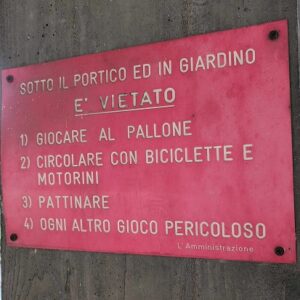 SOTTO IL PORTICO ED IN GIARDINO
E' VIETATO
1) GIOCARE AL PALLONE
2) CIRCOLARE CON BICICLETTE E
MOTORINI
3) PATTINARE
4) OGNI ALTRO GIOCO PERICOLOSO
L'Amministrazione